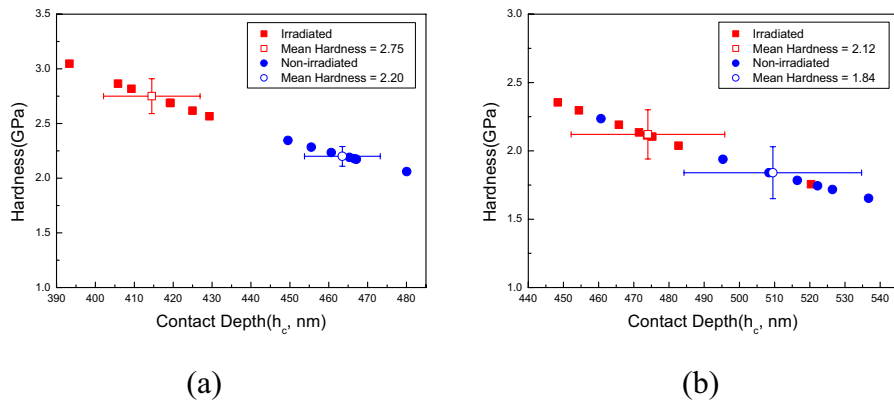 3.5
3.0
2.5
2.0
1.5
1.0
Hardness(GPa)
Irradiated
Mean Hardness = 2.75
Non-irradiated
Mean Hardness = 2.20
390 400 410 420 430 440 450 460 470 480
Contact Depth(h_c, nm)
(a)
3.0
2.5
2.0
1.5
1.0
Hardness(GPa)
Irradiated
Mean Hardness = 2.12
Non-irradiated
Mean Hardness = 1.84
440 450 460 470 480 490 500 510 520 530 540
Contact Depth(h_c, nm)
(b)